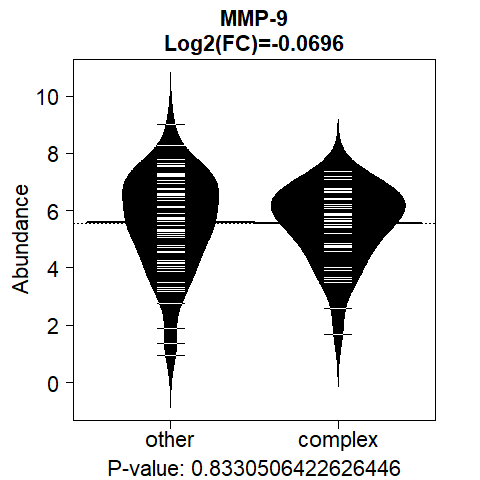 MMP-9
Log2(FC)=-0.0696
Abundance
10
8
6
4
2
0
other complex
P-value: 0.8330506422626446